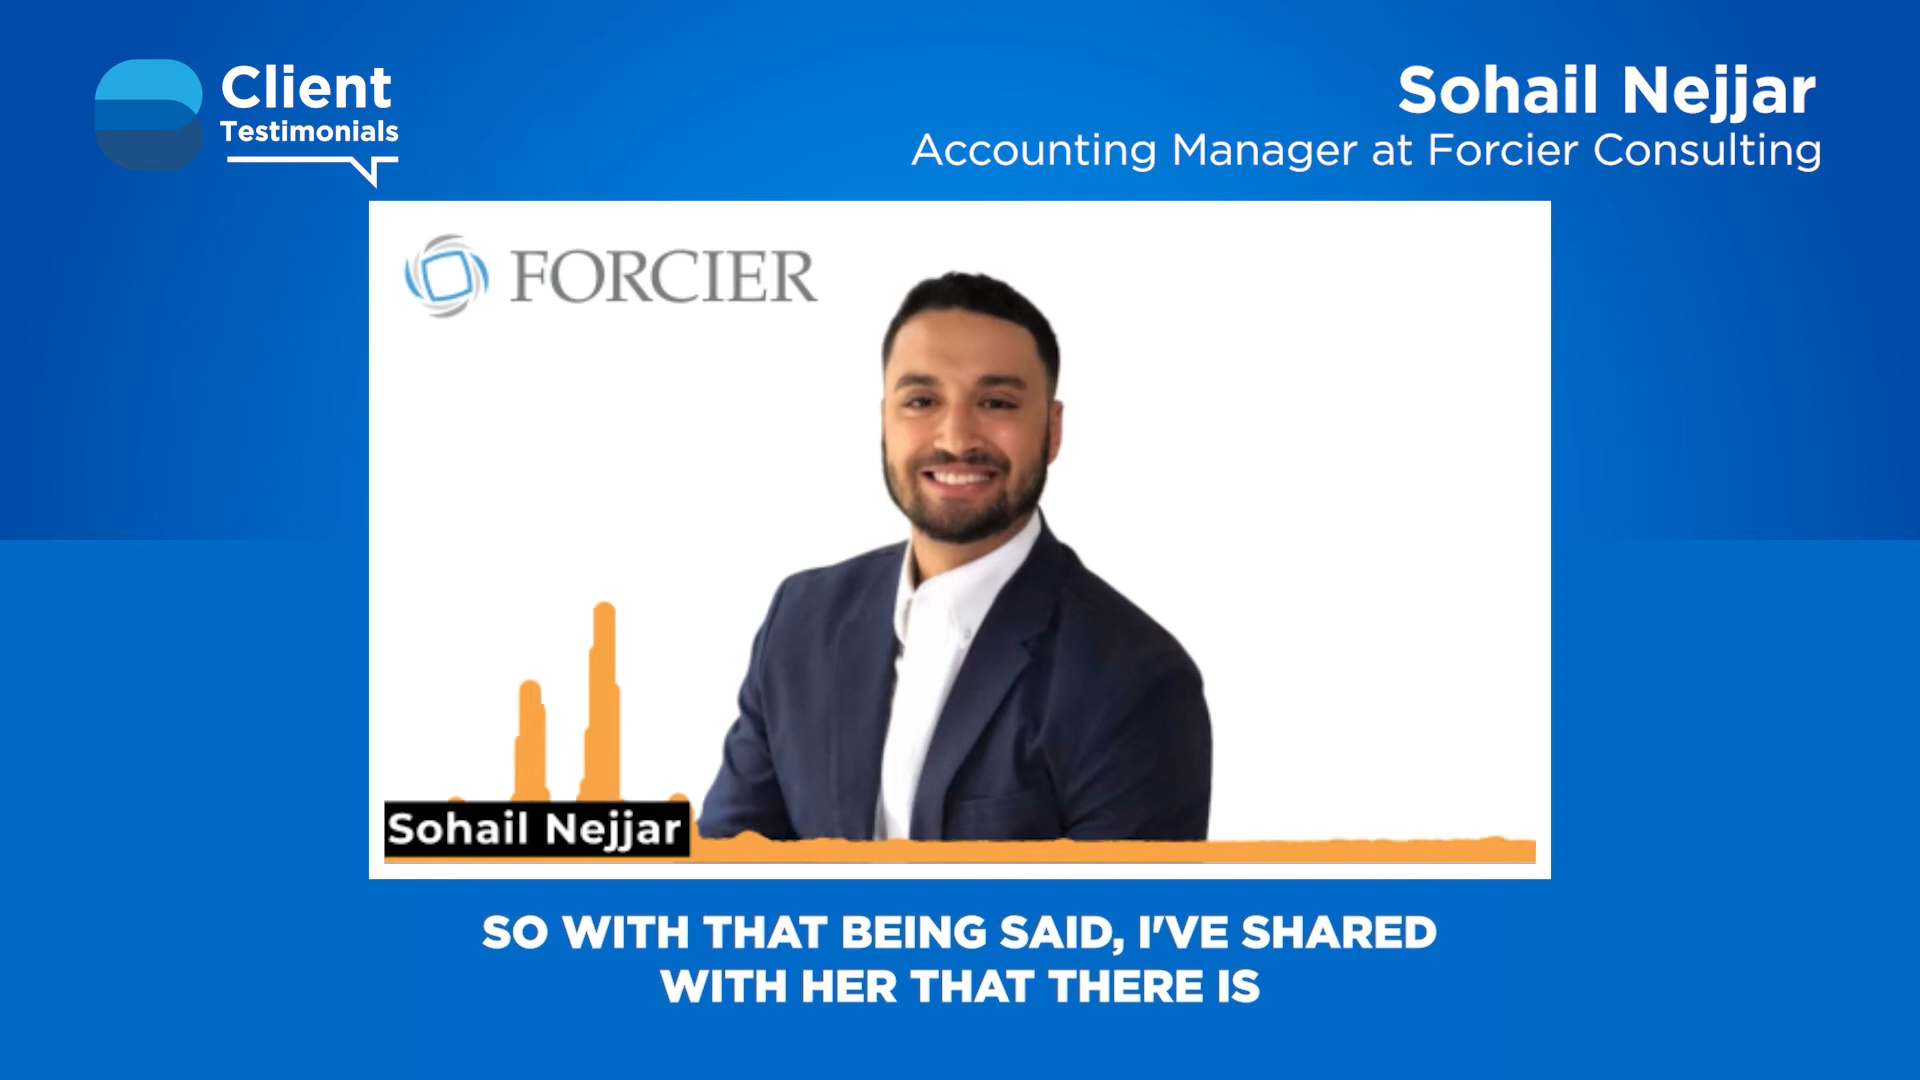 Client
Testimonials
Sohail Nejjar
Accounting Manager at Forcier Consulting
FORCIER
Sohail Nejjar
SO WITH THAT BEING SAID, I'VE SHARED
WITH HER THAT THERE IS